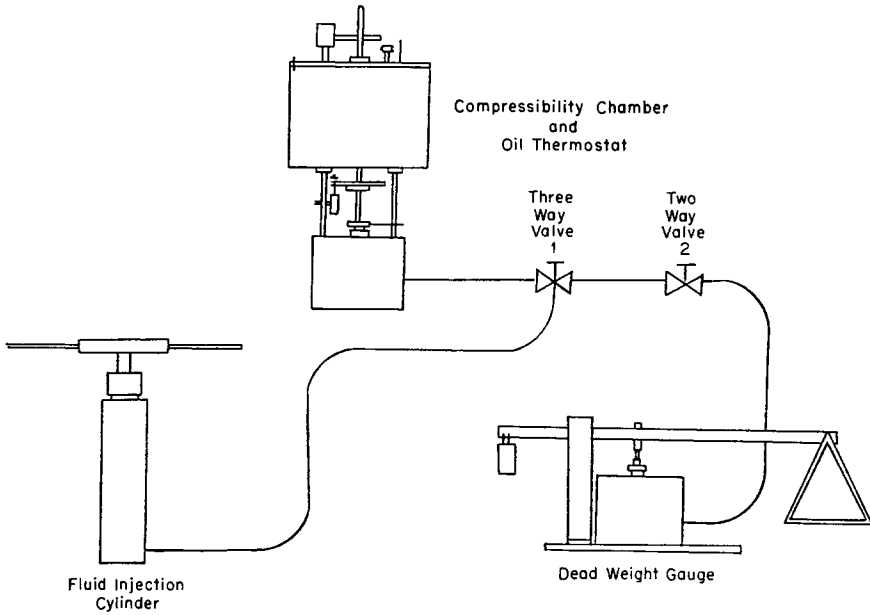 Compressibility Chamber
and
Oil Thermostat
Three
Way
Valve
1
Two
Way
Valve
2
Fluid Injection
Cylinder
Dead Weight Gauge